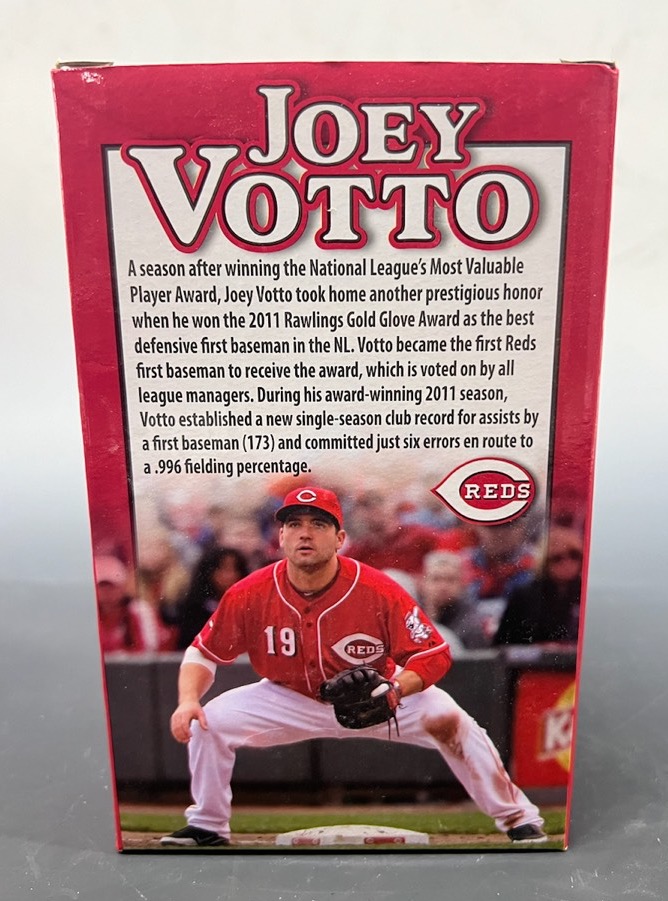 JOEY
VOTTO
A season after winning the National League's Most Valuable
Player Award, Joey Votto took home another prestigious honor
when he won the 2011 Rawlings Gold Glove Award as the best
defensive first baseman in the NL. Votto became the first Reds
first baseman to receive the award, which is voted on by all
league managers. During his award-winning 2011 season,
Votto established a new single-season club record for assists by
a first baseman (173) and committed just six errors en route to
a .996 fielding percentage.
REDS
19
REDS